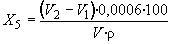 X₅ = (V₂ − V₁)·0,0006·100 / V·ρ